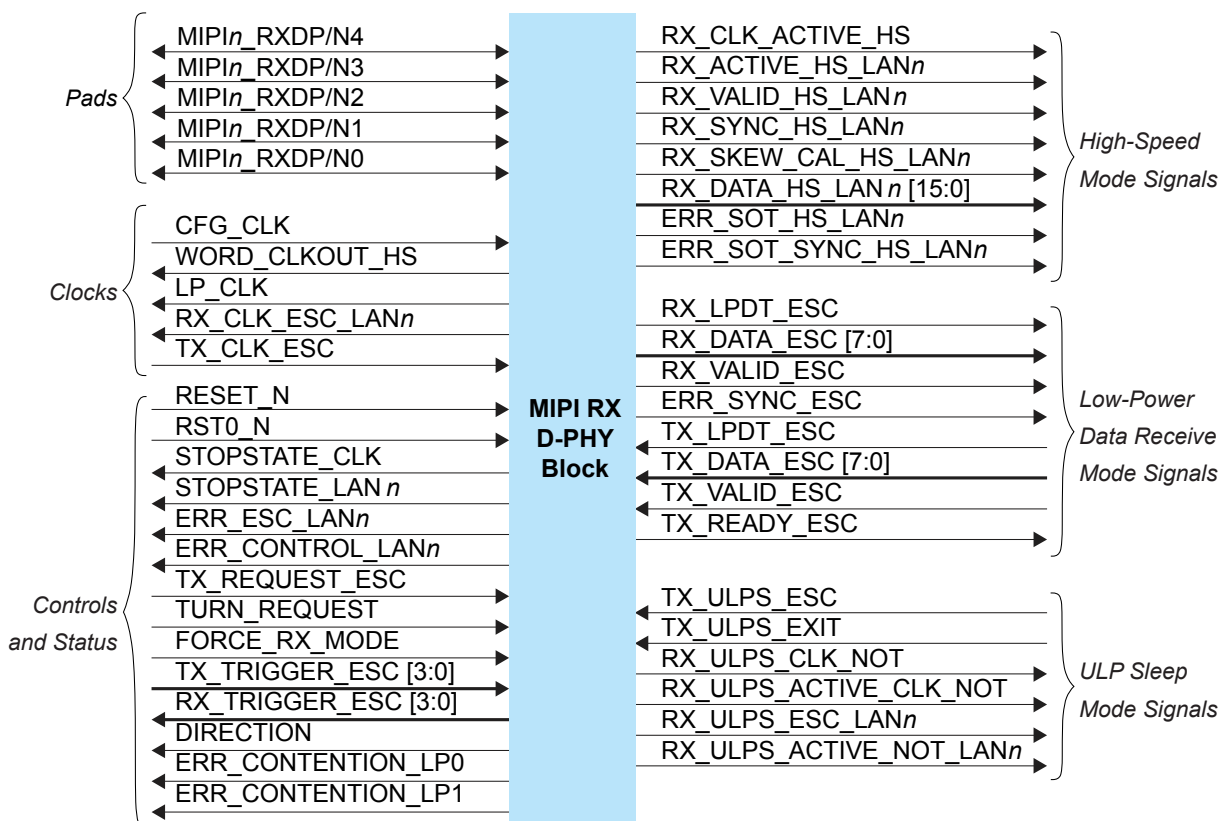 Pads
MIPIn_RXDP/N4
MIPIn_RXDP/N3
MIPIn_RXDP/N2
MIPIn_RXDP/N1
MIPIn_RXDP/N0
Clocks
CFG_CLK
WORD_CLKOUT_HS
LP_CLK
RX_CLK_ESC_LANn
TX_CLK_ESC
Controls
and Status
RESET_N
RST0_N
STOPSTATE_CLK
STOPSTATE_LAN n
ERR_ESC_LANn
ERR_CONTROL_LANn
TX_REQUEST_ESC
TURN_REQUEST
FORCE_RX_MODE
TX_TRIGGER_ESC [3:0]
RX_TRIGGER_ESC [3:0]
DIRECTION
ERR_CONTENTION_LP0
ERR_CONTENTION_LP1
MIPI RX
D-PHY
Block
RX_CLK_ACTIVE_HS
RX_ACTIVE_HS_LANn
RX_VALID_HS_LANn
RX_SYNC_HS_LANn
RX_SKEW_CAL_HS_LANn
RX_DATA_HS_LAN n [15:0]
ERR_SOT_HS_LANn
ERR_SOT_SYNC_HS_LANn
High-Speed
Mode Signals
RX_LPDT_ESC
RX_DATA_ESC [7:0]
RX_VALID_ESC
ERR_SYNC_ESC
TX_LPDT_ESC
TX_DATA_ESC [7:0]
TX_VALID_ESC
TX_READY_ESC
Low-Power
Data Receive
Mode Signals
TX_ULPS_ESC
TX_ULPS_EXIT
RX_ULPS_CLK_NOT
RX_ULPS_ACTIVE_CLK_NOT
RX_ULPS_ESC_LANn
RX_ULPS_ACTIVE_NOT_LANn
ULP Sleep
Mode Signals